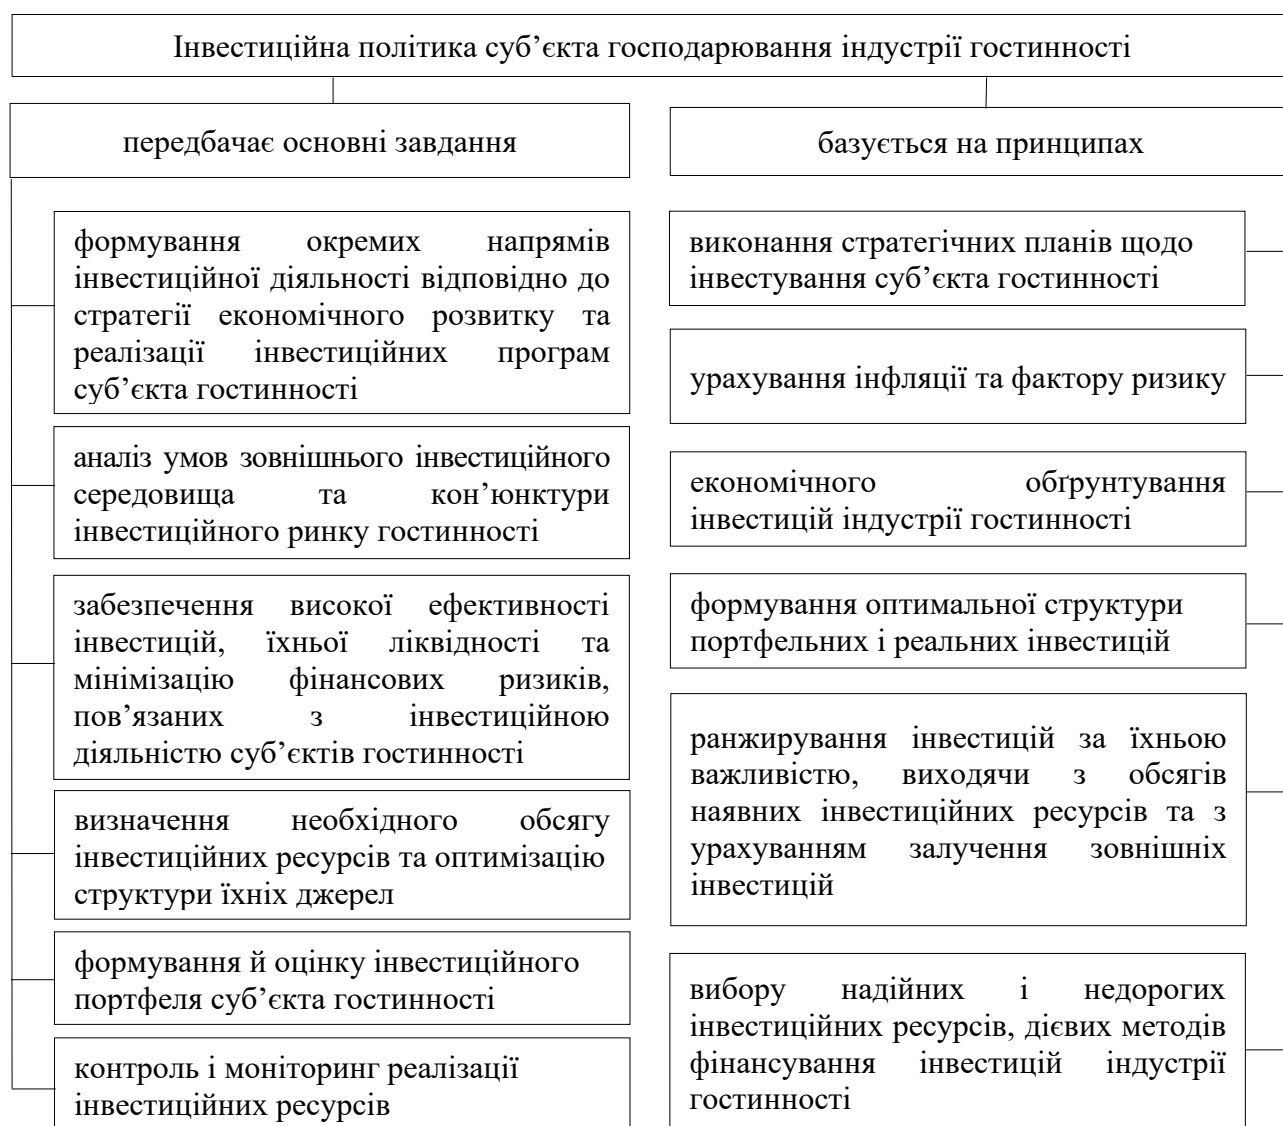 Інвестиційна політика суб’єкта господарювання індустрії гостинності
передбачає основні завдання
формування окремих напрямів
інвестиційної діяльності відповідно до
стратегії економічного розвитку та
реалізації інвестиційних програм
суб’єкта гостинності
аналіз умов зовнішнього інвестиційного
середовища та кон’юнктури
інвестиційного ринку гостинності
забезпечення високої ефективності
інвестицій, їхньої ліквідності та
мінімізацію фінансових ризиків,
пов’язаних з інвестиційною
діяльністю суб’єктів гостинності
визначення необхідного обсягу
інвестиційних ресурсів та оптимізацію
структури їхніх джерел
формування й оцінку інвестиційного
портфеля суб’єкта гостинності
контроль і моніторинг реалізації
інвестиційних ресурсів
базується на принципах
виконання стратегічних планів щодо
інвестування суб’єкта гостинності
урахування інфляції та фактору ризику
економічного обґрунтування
інвестицій індустрії гостинності
формування оптимальної структури
портфельних і реальних інвестицій
ранжирування інвестицій за їхньою
важливістю, виходячи з обсягів
наявних інвестиційних ресурсів та з
урахуванням залучення зовнішніх
інвестицій
вибору надійних і недорогих
інвестиційних ресурсів, дієвих методів
фінансування інвестицій індустрії
гостинності